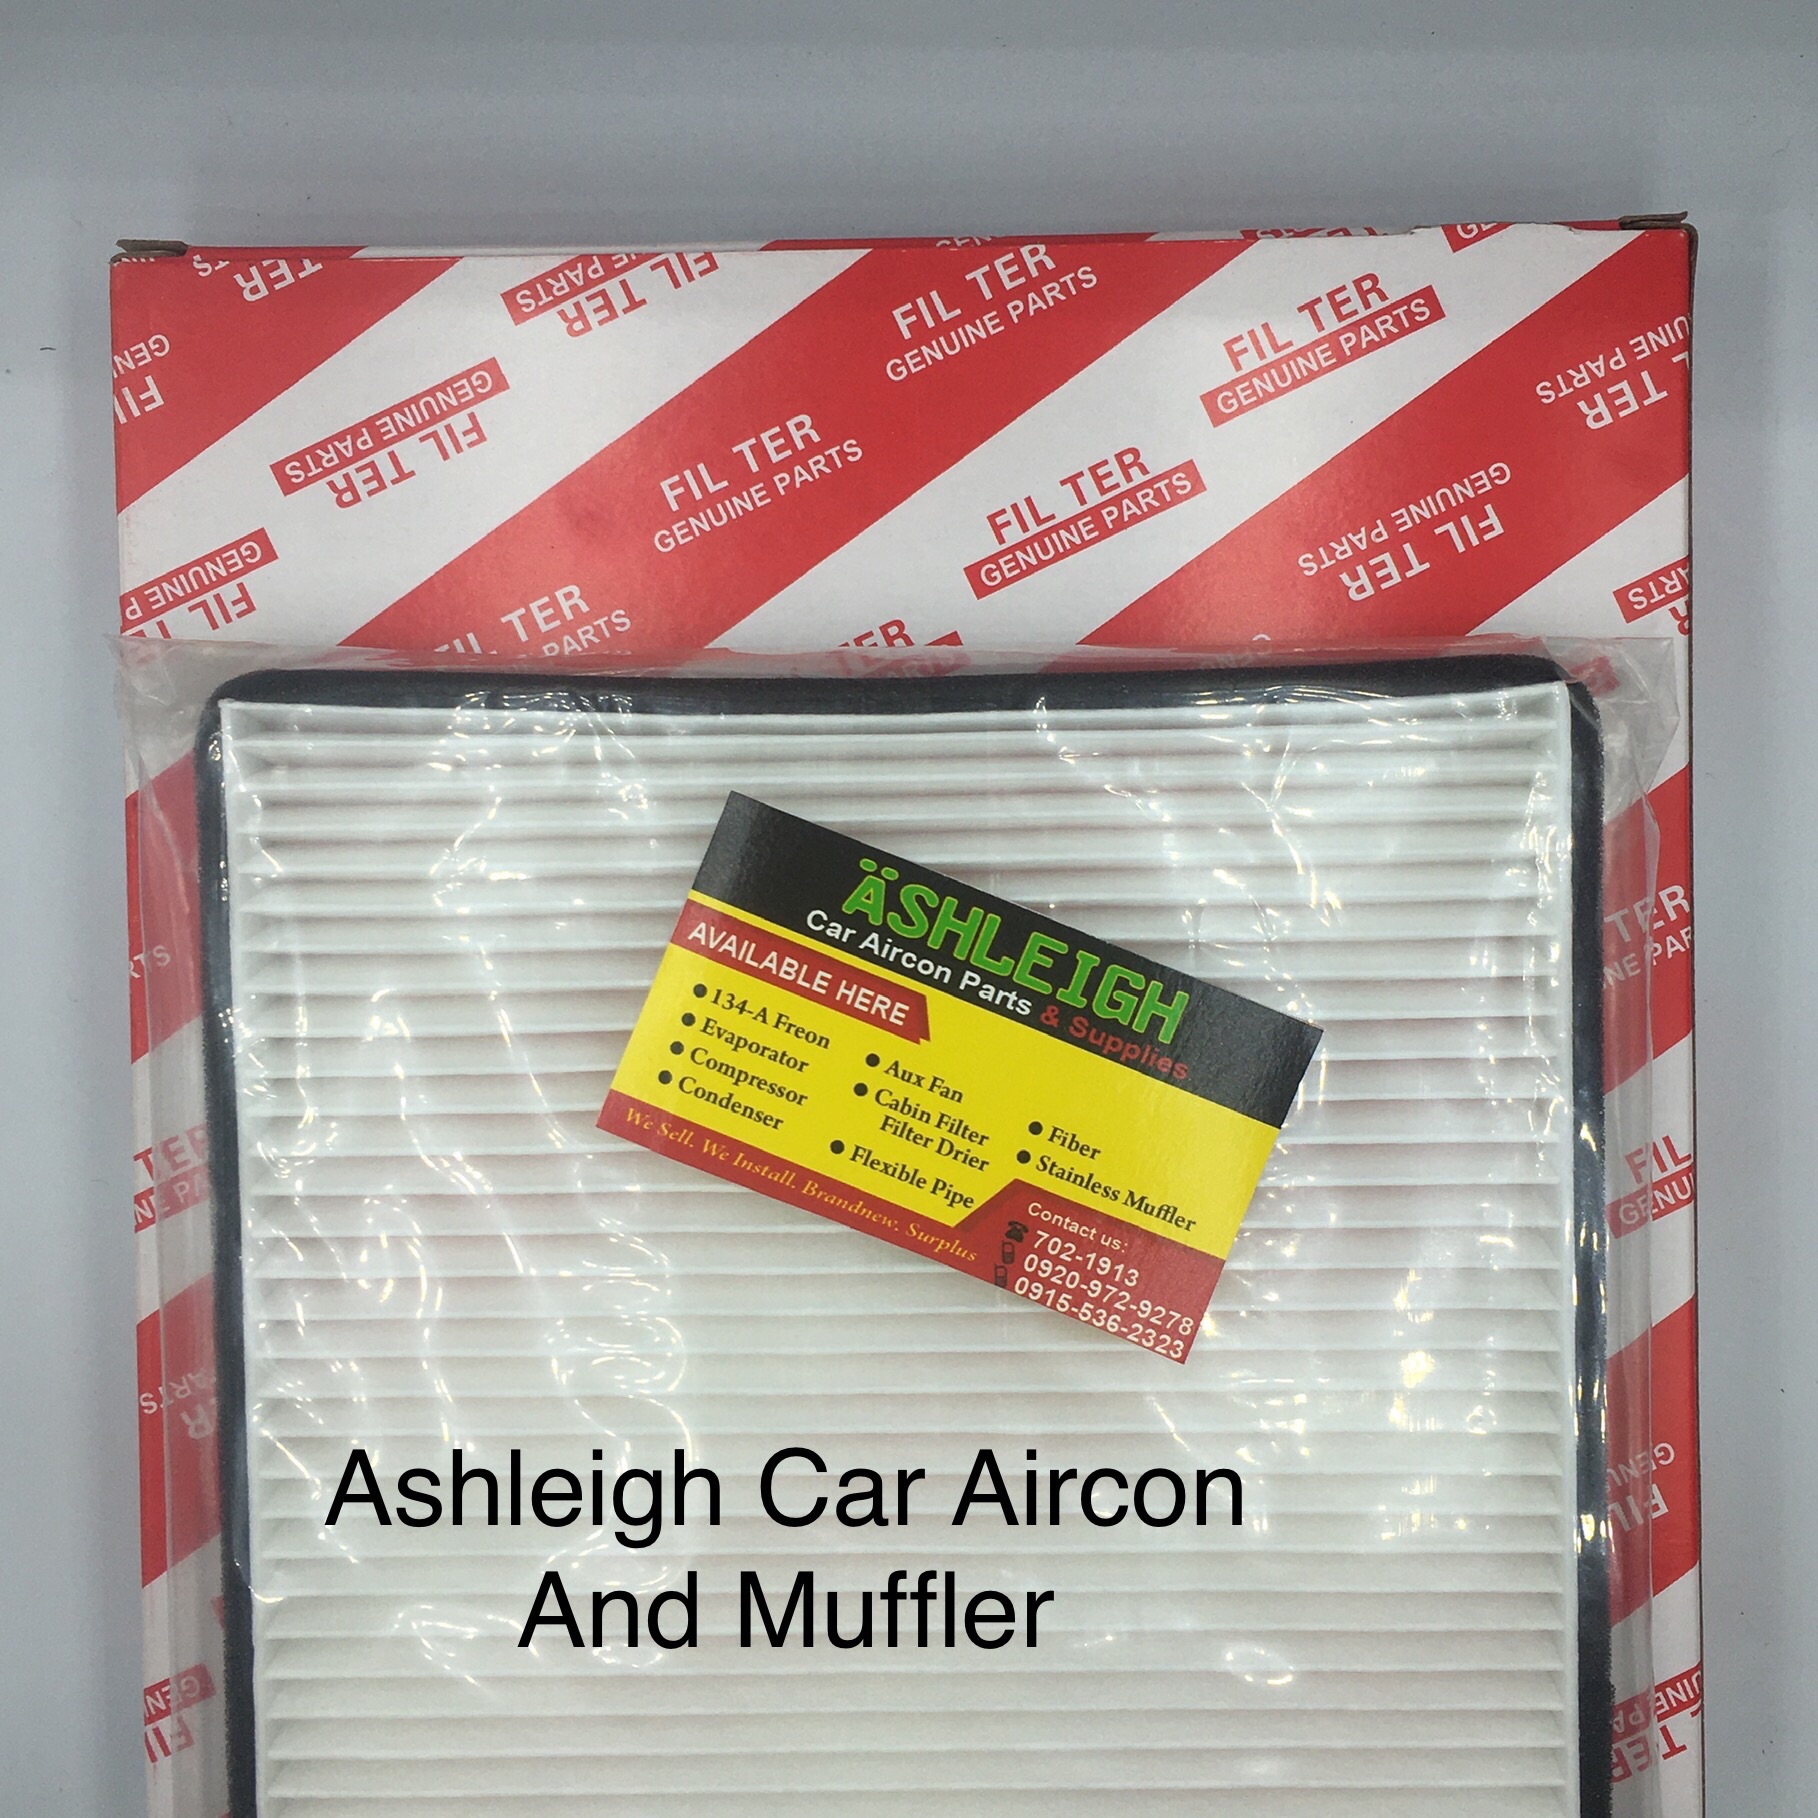 FIL TER
GENUINE PARTS
FIL TER
GENUINE PARTS
FIL TER
GENUINE PARTS
FIL TER
GENUINE PARTS
FIL TER
GENUINE PARTS
FIL TER
GENUINE PARTS
FIL TER
GENUINE PARTS
TER
PARTS
ÄSHLEIGH
Car Aircon Parts & Supplies
AVAILABLE HERE
134-A Freon
Evaporator
Compressor
Condenser
Aux Fan
Cabin Filter
Filter Drier
Flexible Pipe
Fiber
Stainless Muffler
We Sell. We Install. Brandnew. Surplus
Contact us:
702-1913
0920-972-9278
0915-536-2323
Ashleigh Car Aircon
And Muffler